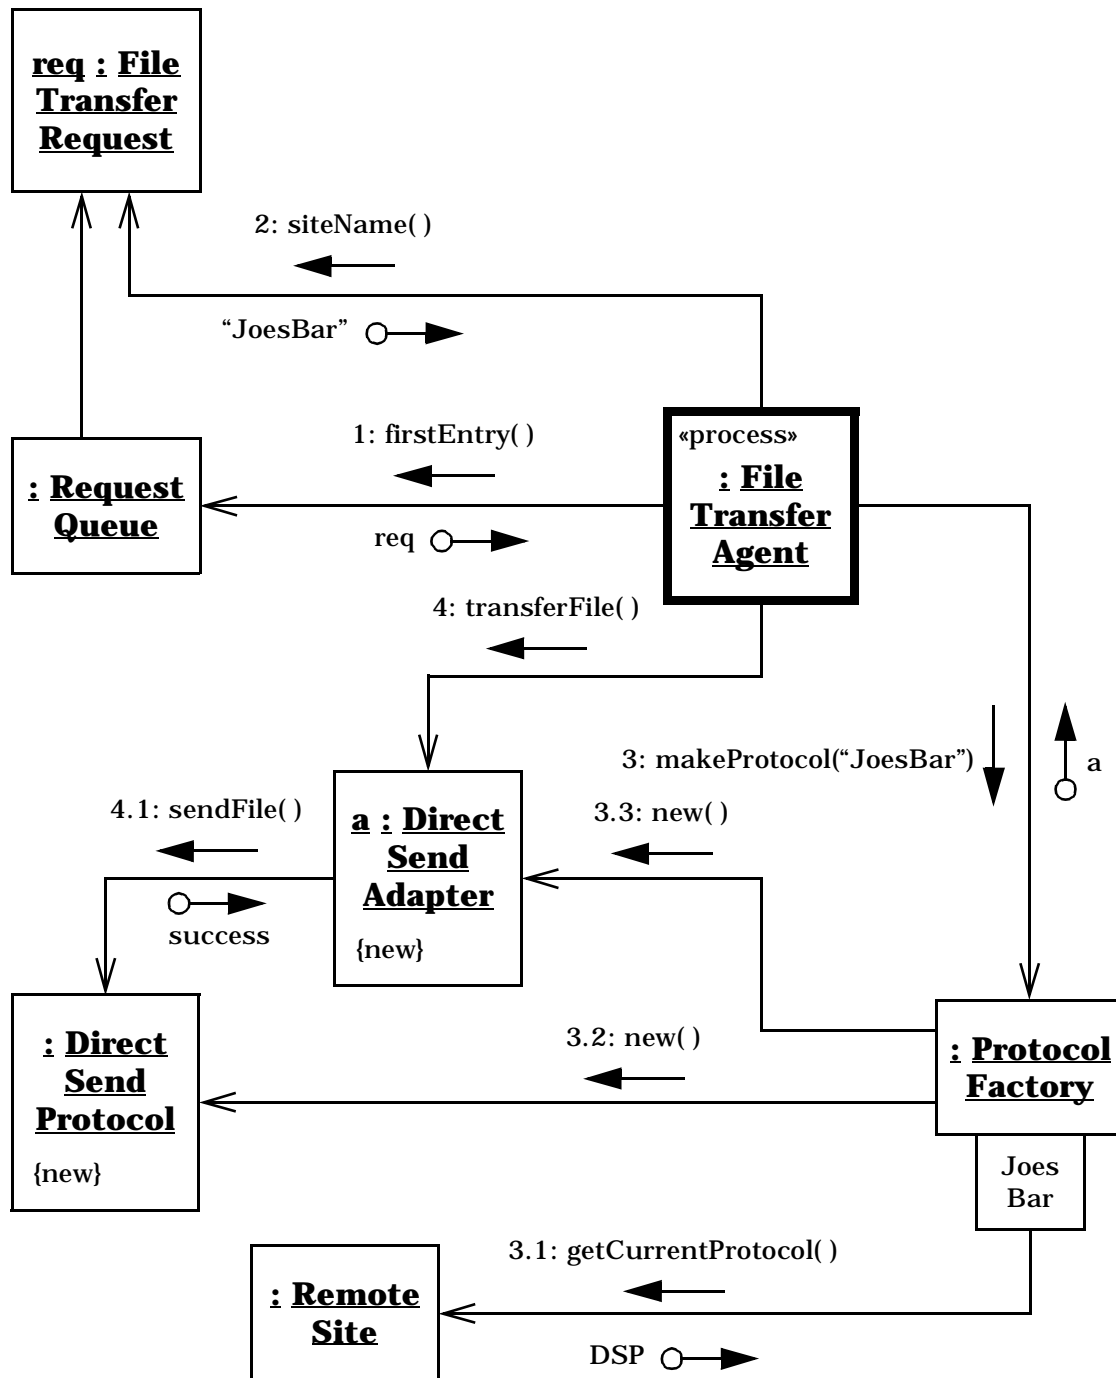 req : File
Transfer
Request
2: siteName( )
“JoesBar”
1: firstEntry( )
«process»
: File
Transfer
Agent
: Request
Queue
req
4: transferFile( )
3: makeProtocol(“JoesBar”)
a
4.1: sendFile( )
a : Direct
Send
Adapter
{new}
3.3: new( )
success
: Direct
Send
Protocol
{new}
3.2: new( )
: Protocol
Factory
Joes
Bar
3.1: getCurrentProtocol( )
: Remote
Site
DSP